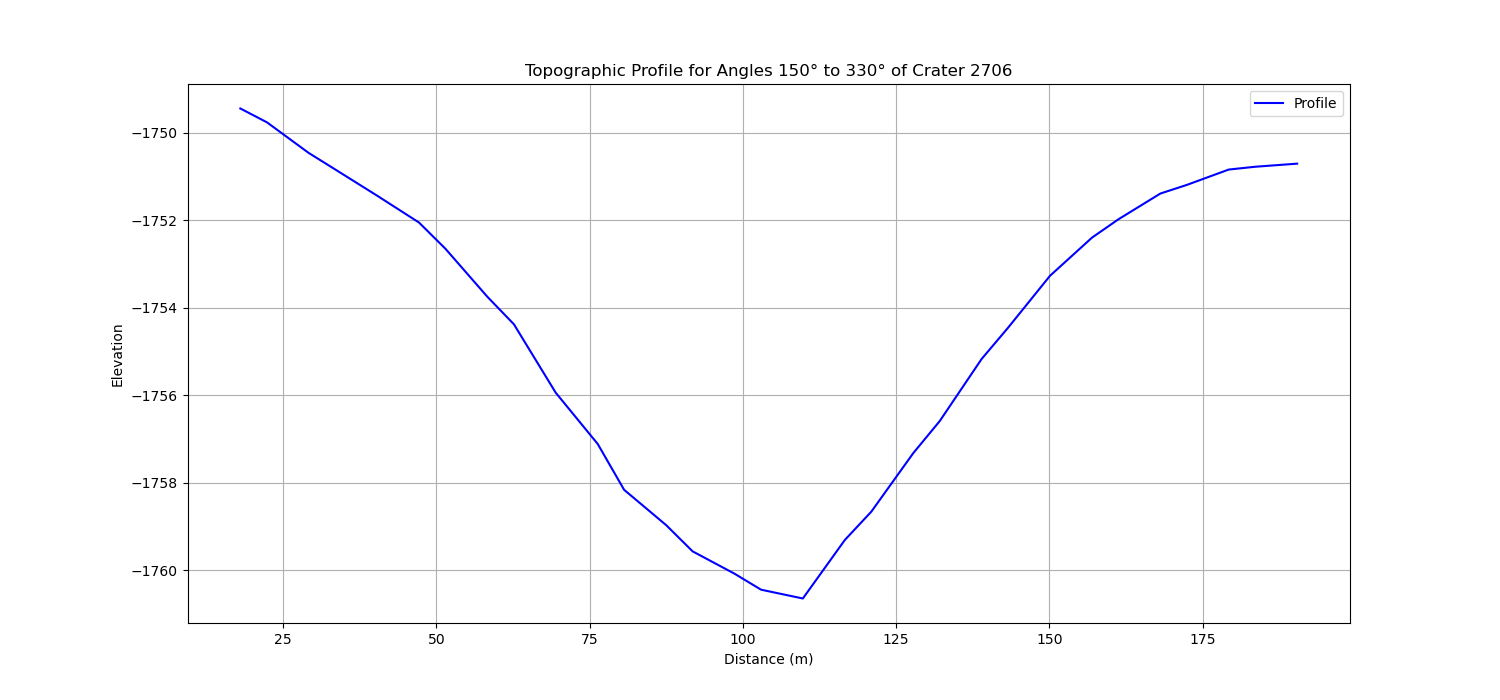 Topographic Profile for Angles 150° to 330° of Crater 2706
Profile
−1750
−1752
−1754
−1756
−1758
−1760
Elevation
25 50 75 100 125 150 175
Distance (m)